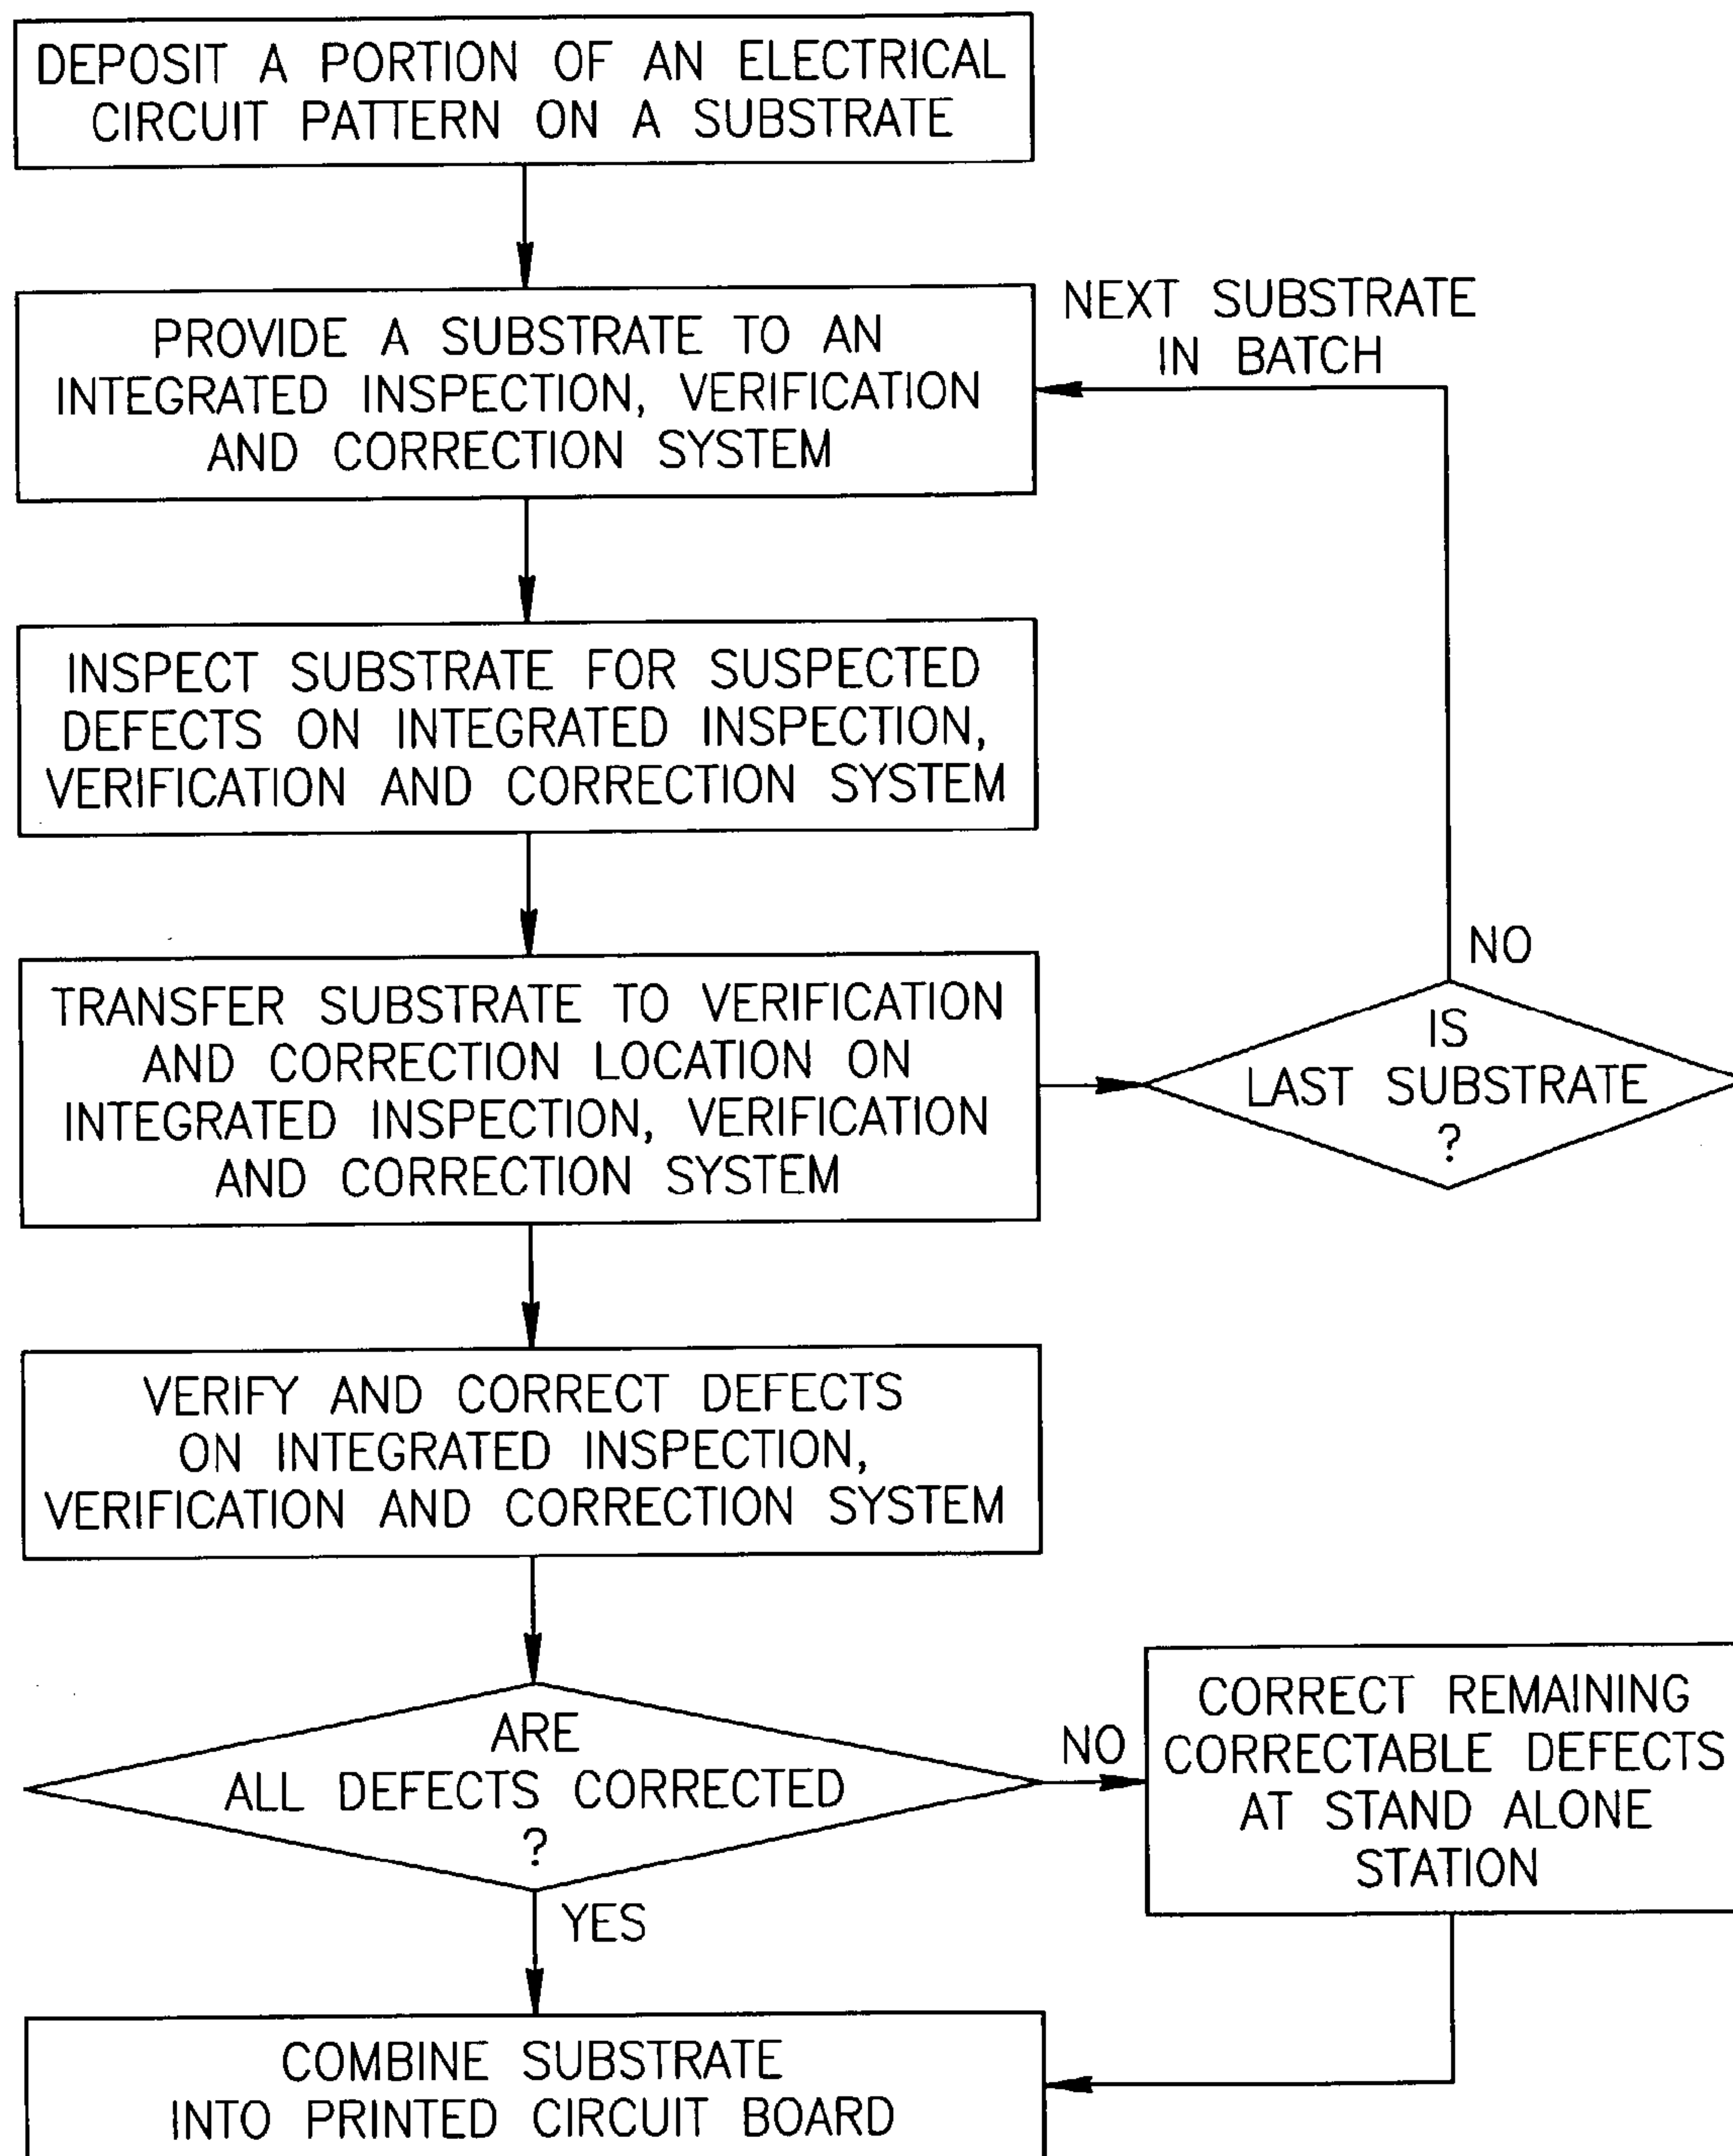 DEPOSIT A PORTION OF AN ELECTRICAL
CIRCUIT PATTERN ON A SUBSTRATE
PROVIDE A SUBSTRATE TO AN
INTEGRATED INSPECTION, VERIFICATION
AND CORRECTION SYSTEM
NEXT SUBSTRATE
IN BATCH
INSPECT SUBSTRATE FOR SUSPECTED
DEFECTS ON INTEGRATED INSPECTION,
VERIFICATION AND CORRECTION SYSTEM
TRANSFER SUBSTRATE TO VERIFICATION
AND CORRECTION LOCATION ON
INTEGRATED INSPECTION, VERIFICATION
AND CORRECTION SYSTEM
NO
IS
LAST SUBSTRATE
?
VERIFY AND CORRECT DEFECTS
ON INTEGRATED INSPECTION,
VERIFICATION AND CORRECTION SYSTEM
ARE
ALL DEFECTS CORRECTED
?
NO
CORRECT REMAINING
CORRECTABLE DEFECTS
AT STAND ALONE
STATION
YES
COMBINE SUBSTRATE
INTO PRINTED CIRCUIT BOARD